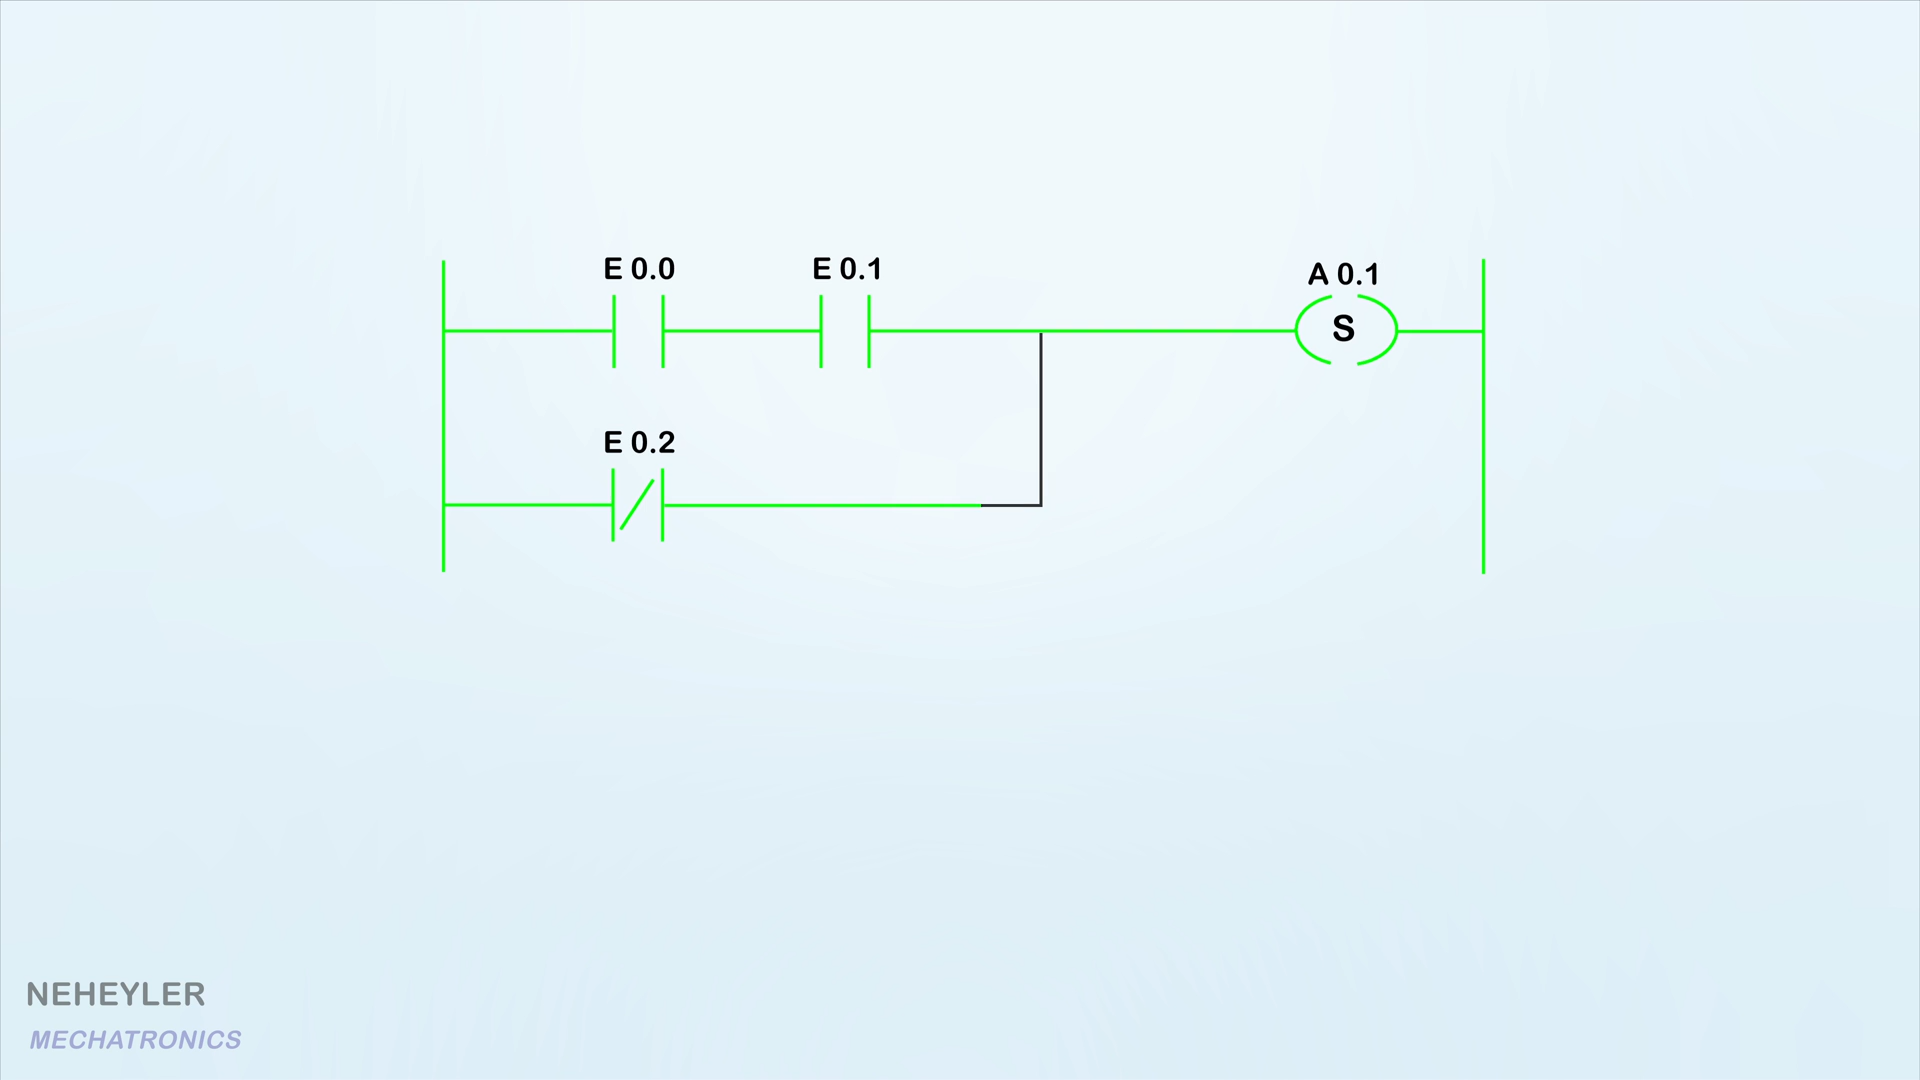 E 0.0
E 0.1
A 0.1
S
E 0.2
NEHEYLER
MECHATRONICS